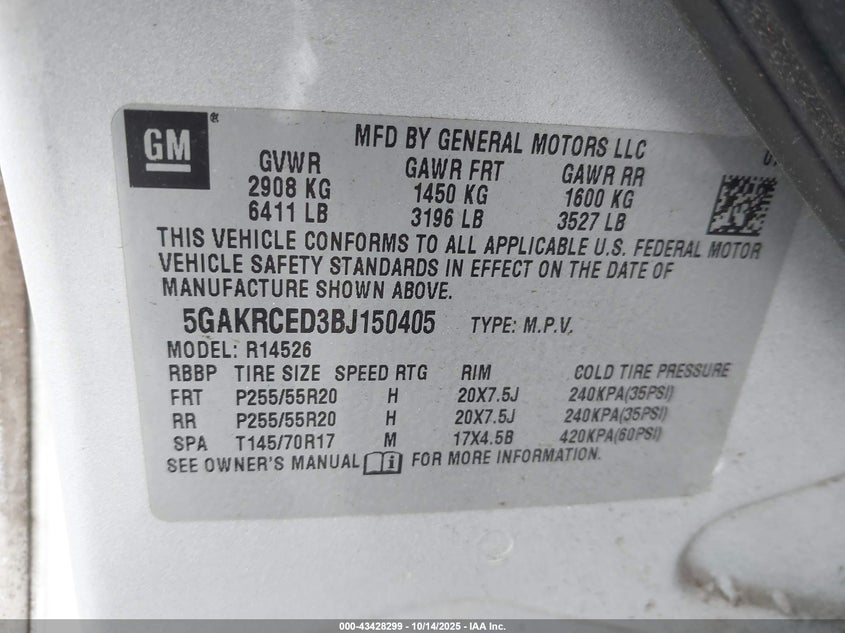 GM
MFD BY GENERAL MOTORS LLC
GVWR GAWR FRT GAWR RR
2908 KG 1450 KG 1600 KG
6411 LB 3196 LB 3527 LB
THIS VEHICLE CONFORMS TO ALL APPLICABLE U.S. FEDERAL MOTOR
VEHICLE SAFETY STANDARDS IN EFFECT ON THE DATE OF
MANUFACTURE SHOWN ABOVE.
5GAKRCED3BJ150405 TYPE: M.P.V.
MODEL: R14526
RBBP TIRE SIZE SPEED RTG RIM COLD TIRE PRESSURE
FRT P255/55R20 H 20X7.5J 240KPA(35PSI)
RR P255/55R20 H 20X7.5J 240KPA(35PSI)
SPA T145/70R17 M 17X4.5B 420KPA(60PSI)
SEE OWNER'S MANUAL FOR MORE INFORMATION.
000-43428299 - 10/14/2025 - IAA Inc.